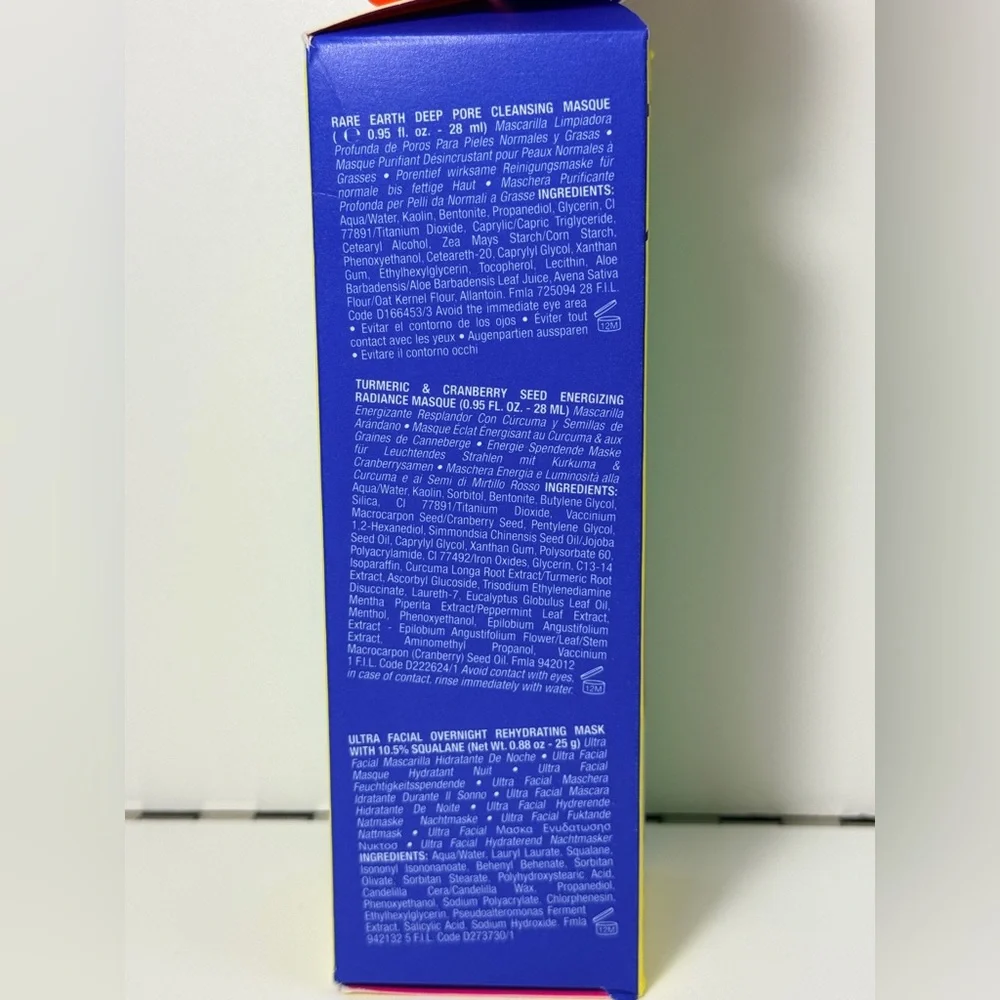 RARE EARTH DEEP PORE CLEANSING MASQUE
(℮ 0.95 fl. oz. - 28 ml) Mascarilla Limpiadora
Profunda de Poros Para Pieles Normales y Grasas •
Masque Purifiant Désincrustant pour Peaux Normales à
Grasses • Porentief wirksame Reinigungsmaske für
normale bis fettige Haut • Maschera Purificante
Profonda per Pelli da Normali a Grasse INGREDIENTS:
Aqua/Water, Kaolin, Bentonite, Propanediol, Glycerin, CI
77891/Titanium Dioxide, Caprylic/Capric Triglyceride,
Cetearyl Alcohol, Zea Mays Starch/Corn Starch,
Phenoxyethanol, Ceteareth-20, Caprylyl Glycol, Xanthan
Gum, Ethylhexylglycerin, Tocopherol, Lecithin, Aloe
Barbadensis/Aloe Barbadensis Leaf Juice, Avena Sativa
Flour/Oat Kernel Flour, Allantoin. Fmla 725094 28 F.I.L.
Code D166453/3 Avoid the immediate eye area
• Evitar el contorno de los ojos • Éviter tout
contact avec les yeux • Augenpartien aussparen
• Evitare il contorno occhi
12M
TURMERIC & CRANBERRY SEED ENERGIZING
RADIANCE MASQUE (0.95 FL. OZ. - 28 ML) Mascarilla
Energizante Resplandor Con Cúrcuma y Semillas de
Arándano • Masque Éclat Énergisant au Curcuma & aux
Graines de Canneberge • Energie Spendende Maske
für Leuchtendes Strahlen mit Kurkuma &
Cranberrysamen • Maschera Energia e Luminosità alla
Curcuma e ai Semi di Mirtillo Rosso INGREDIENTS:
Aqua/Water, Kaolin, Sorbitol, Bentonite, Butylene Glycol,
Silica, CI 77891/Titanium Dioxide, Vaccinium
Macrocarpon Seed/Cranberry Seed, Pentylene Glycol,
1,2-Hexanediol, Simmondsia Chinensis Seed Oil/Jojoba
Seed Oil, Caprylyl Glycol, Xanthan Gum, Polysorbate 60,
Polyacrylamide, CI 77492/Iron Oxides, Glycerin, C13-14
Isoparaffin, Curcuma Longa Root Extract/Turmeric Root
Extract, Ascorbyl Glucoside, Trisodium Ethylenediamine
Disuccinate, Laureth-7, Eucalyptus Globulus Leaf Oil,
Mentha Piperita Extract/Peppermint Leaf Extract,
Menthol, Phenoxyethanol, Epilobium Angustifolium
Extract - Epilobium Angustifolium Flower/Leaf/Stem
Extract, Aminomethyl Propanol, Vaccinium
Macrocarpon (Cranberry) Seed Oil. Fmla 942012
1 F.I.L. Code D222624/1 Avoid contact with eyes,
in case of contact, rinse immediately with water.
12M
ULTRA FACIAL OVERNIGHT REHYDRATING MASK
WITH 10.5% SQUALANE (Net Wt. 0.88 oz - 25 g) Ultra
Facial Mascarilla Hidratante De Noche • Ultra Facial
Masque Hydratant Nuit • Ultra Facial
Feuchtigkeitsspendende • Ultra Facial Maschera
Idratante Durante Il Sonno • Ultra Facial Máscara
Hidratante De Noite • Ultra Facial Hydrerende
Natmaske Nachtmaske • Ultra Facial Fuktande
Nattmask • Ultra Facial Μασκα Ενυδατωσησ
Νυκτοσ • Ultra Facial Hydraterend Nachtmasker
INGREDIENTS: Aqua/Water, Lauryl Laurate, Squalane,
Isononyl Isononanoate, Behenyl Behenate, Sorbitan
Olivate, Sorbitan Stearate, Polyhydroxystearic Acid,
Candelilla Cera/Candelilla Wax, Propanediol,
Phenoxyethanol, Sodium Polyacrylate, Chlorphenesin,
Ethylhexylglycerin, Pseudoalteromonas Ferment
Extract, Salicylic Acid, Sodium Hydroxide. Fmla
942132 5 F.I.L. Code D273730/1
12M